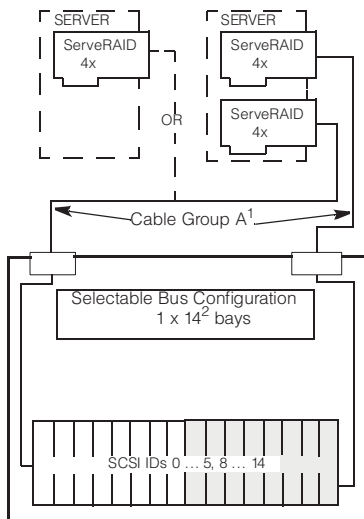 SERVER
SERVER
ServeRAID
4x
ServeRAID
4x
ServeRAID
4x
OR
Cable Group A¹
Selectable Bus Configuration
1 x 14² bays
SCSI IDs 0 ... 5, 8 ... 14